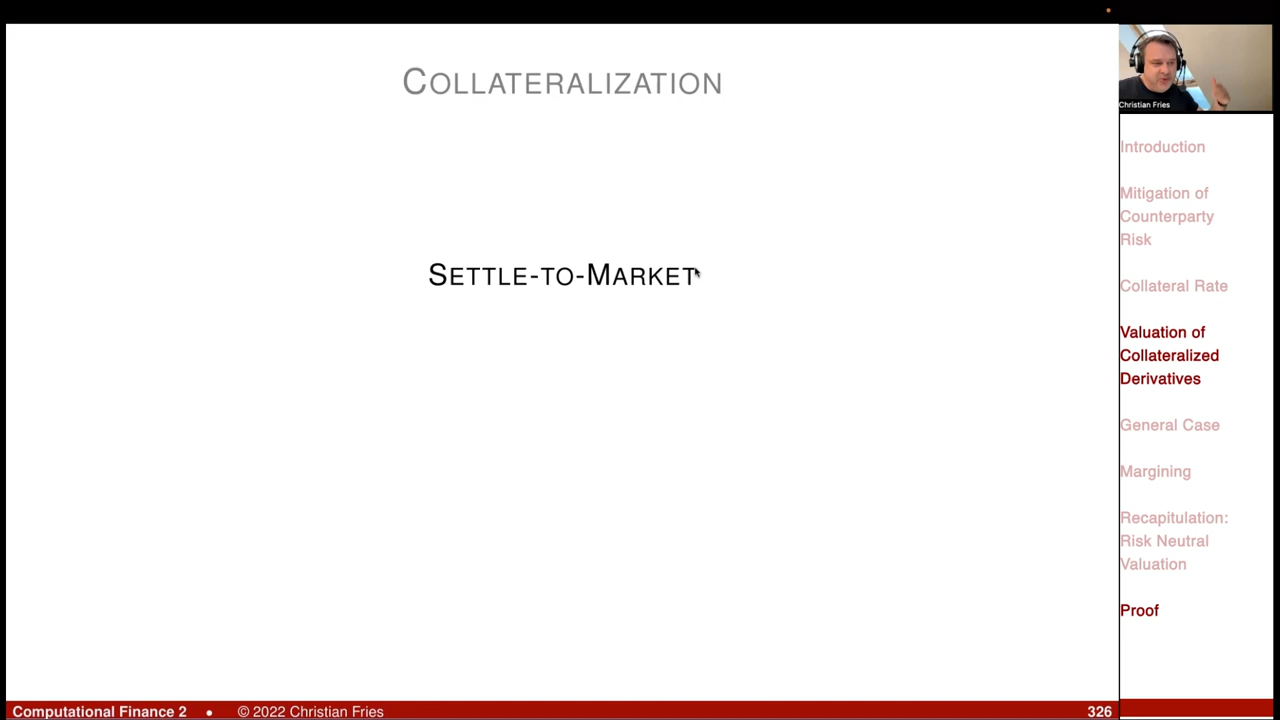 COLLATERALIZATION
SETTLE-TO-MARKET
Christian Fries
Introduction
Mitigation of
Counterparty
Risk
Collateral Rate
Valuation of
Collateralized
Derivatives
General Case
Margining
Recapitulation:
Risk Neutral
Valuation
Proof
Computational Finance 2 • © 2022 Christian Fries 326